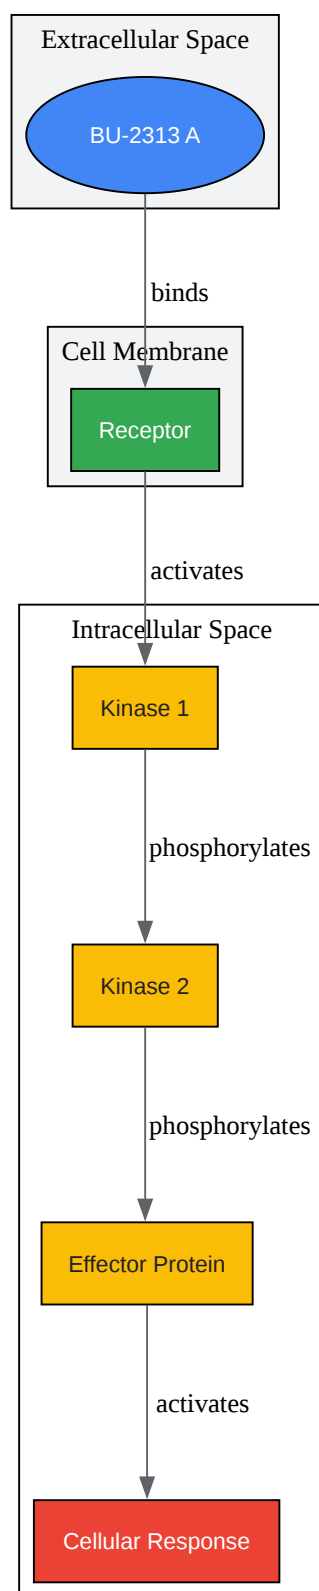 Extracellular Space
BU-2313 A
binds
Cell Membrane
Receptor
activates
Intracellular Space
Kinase 1
phosphorylates
Kinase 2
phosphorylates
Effector Protein
activates
Cellular Response